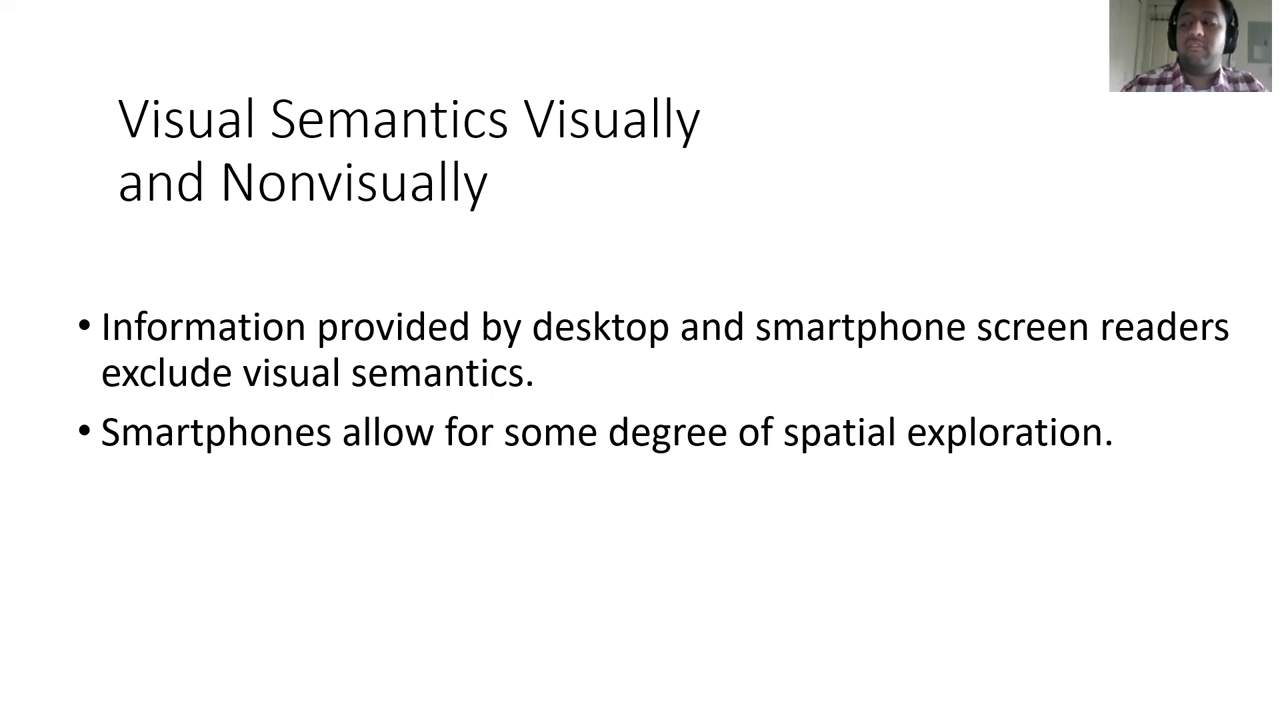 Visual Semantics Visually
and Nonvisually
• Information provided by desktop and smartphone screen readers
exclude visual semantics.
• Smartphones allow for some degree of spatial exploration.